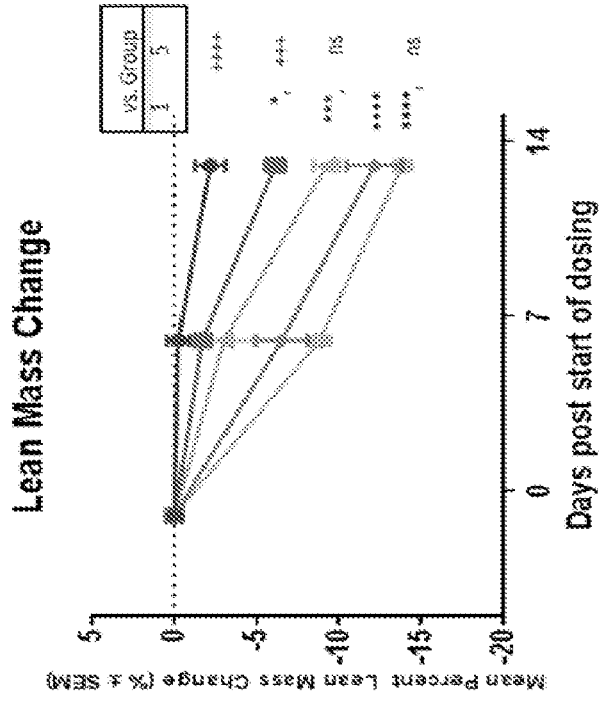 Lean Mass Change
vs. Group
1 5
****
*, ***
***, ns
****
****, ns
Mean Percent Lean Mass Change (% ± SEM)
5
0
-5
-10
-15
-20
0 7 14
Days post start of dosing